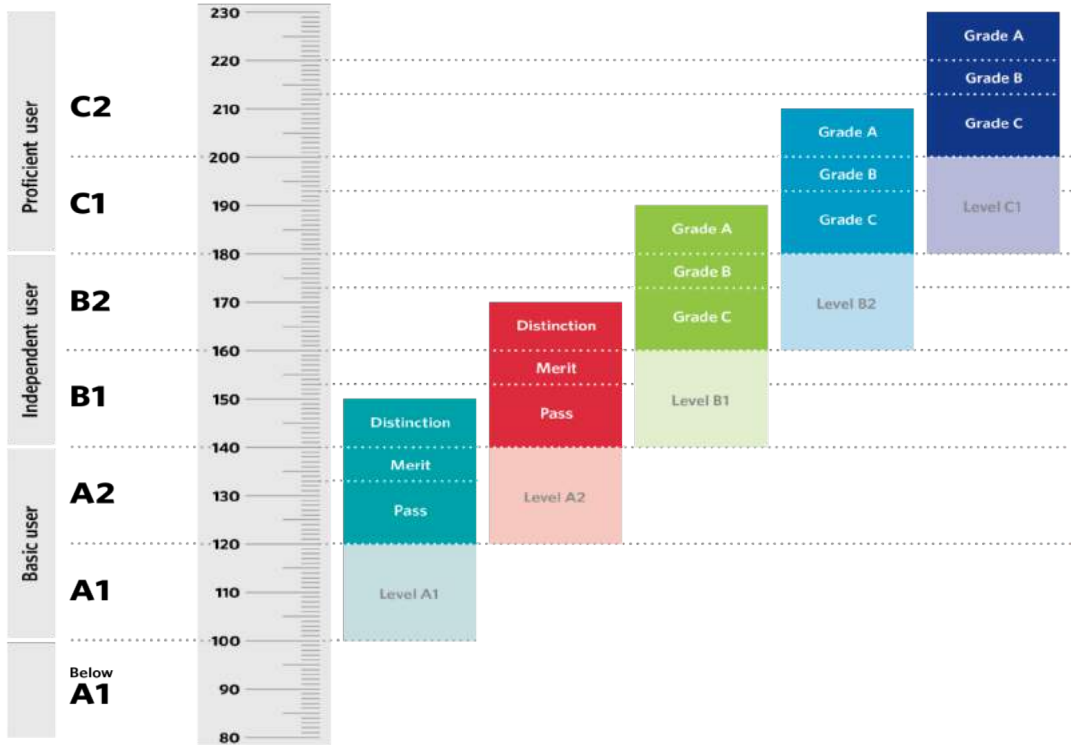 Proficient user
Independent user
Basic user
C2
C1
B2
B1
A2
A1
Below
A1
230
220
210
200
190
180
170
160
150
140
130
120
110
100
90
80
Distinction
Merit
Pass
Level A1
Distinction
Merit
Pass
Level A2
Grade A
Grade B
Grade C
Level B1
Grade A
Grade B
Grade C
Level B2
Grade A
Grade B
Grade C
Level C1